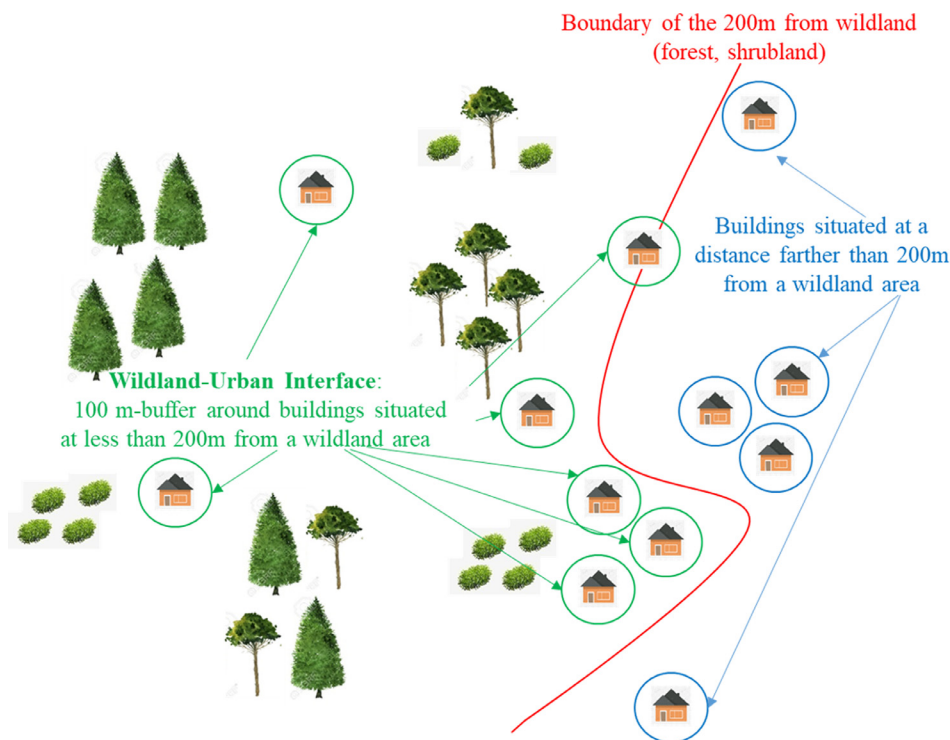 Boundary of the 200m from wildland
(forest, shrubland)
Buildings situated at a
distance farther than 200m
from a wildland area
Wildland-Urban Interface:
100 m-buffer around buildings situated
at less than 200m from a wildland area